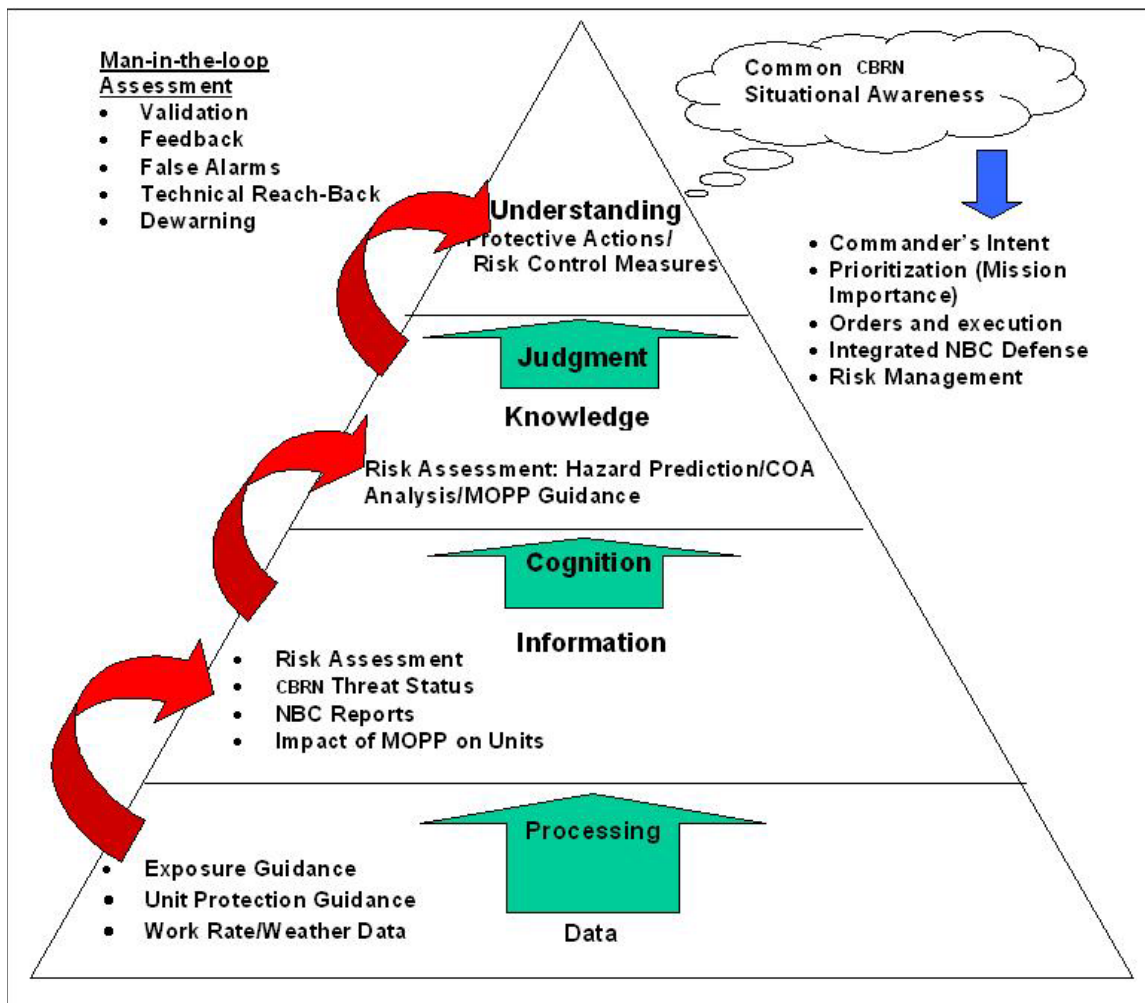 Man-in-the-loop
Assessment
• Validation
• Feedback
• False Alarms
• Technical Reach-Back
• Dewarning
Common CBRN
Situational Awareness
• Commander's Intent
• Prioritization (Mission
Importance)
• Orders and execution
• Integrated NBC Defense
• Risk Management
Understanding
Protective Actions/
Risk Control Measures
Judgment
Knowledge
Risk Assessment: Hazard Prediction/COA
Analysis/MOPP Guidance
Cognition
Information
• Risk Assessment
• CBRN Threat Status
• NBC Reports
• Impact of MOPP on Units
Processing
• Exposure Guidance
• Unit Protection Guidance
• Work Rate/Weather Data
Data